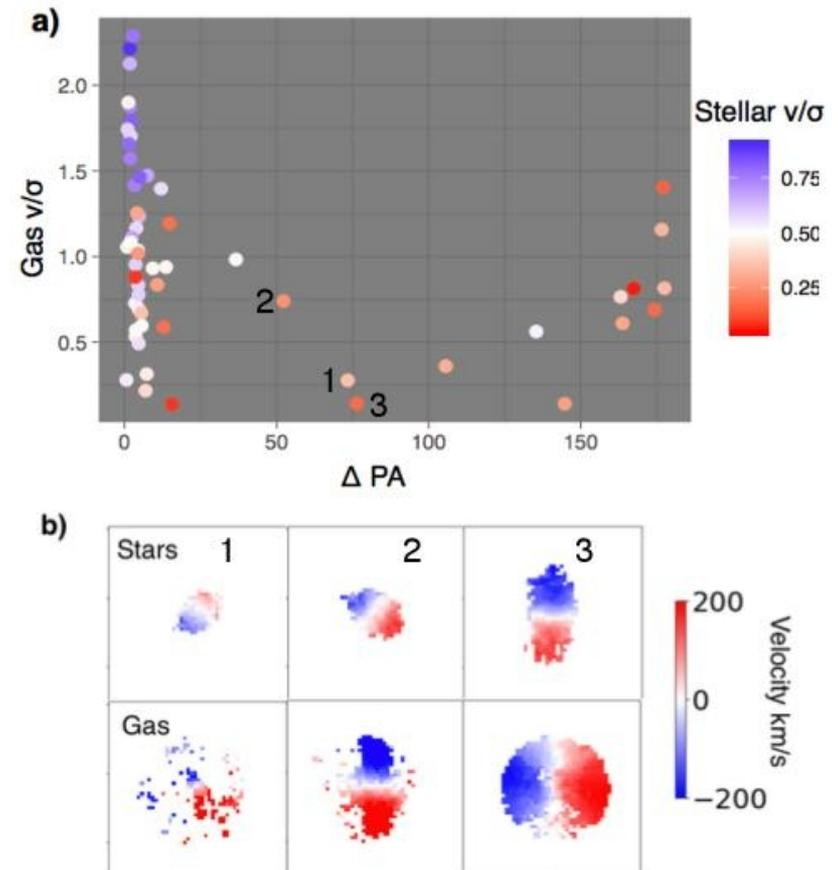 a)
Gas v/σ
2.0
1.5
1.0
0.5
2
1
3
0
50
100
150
Δ PA
Stellar v/σ
0.75
0.50
0.25
b)
Stars 1
2
3
Gas
200
0
−200
Velocity km/s